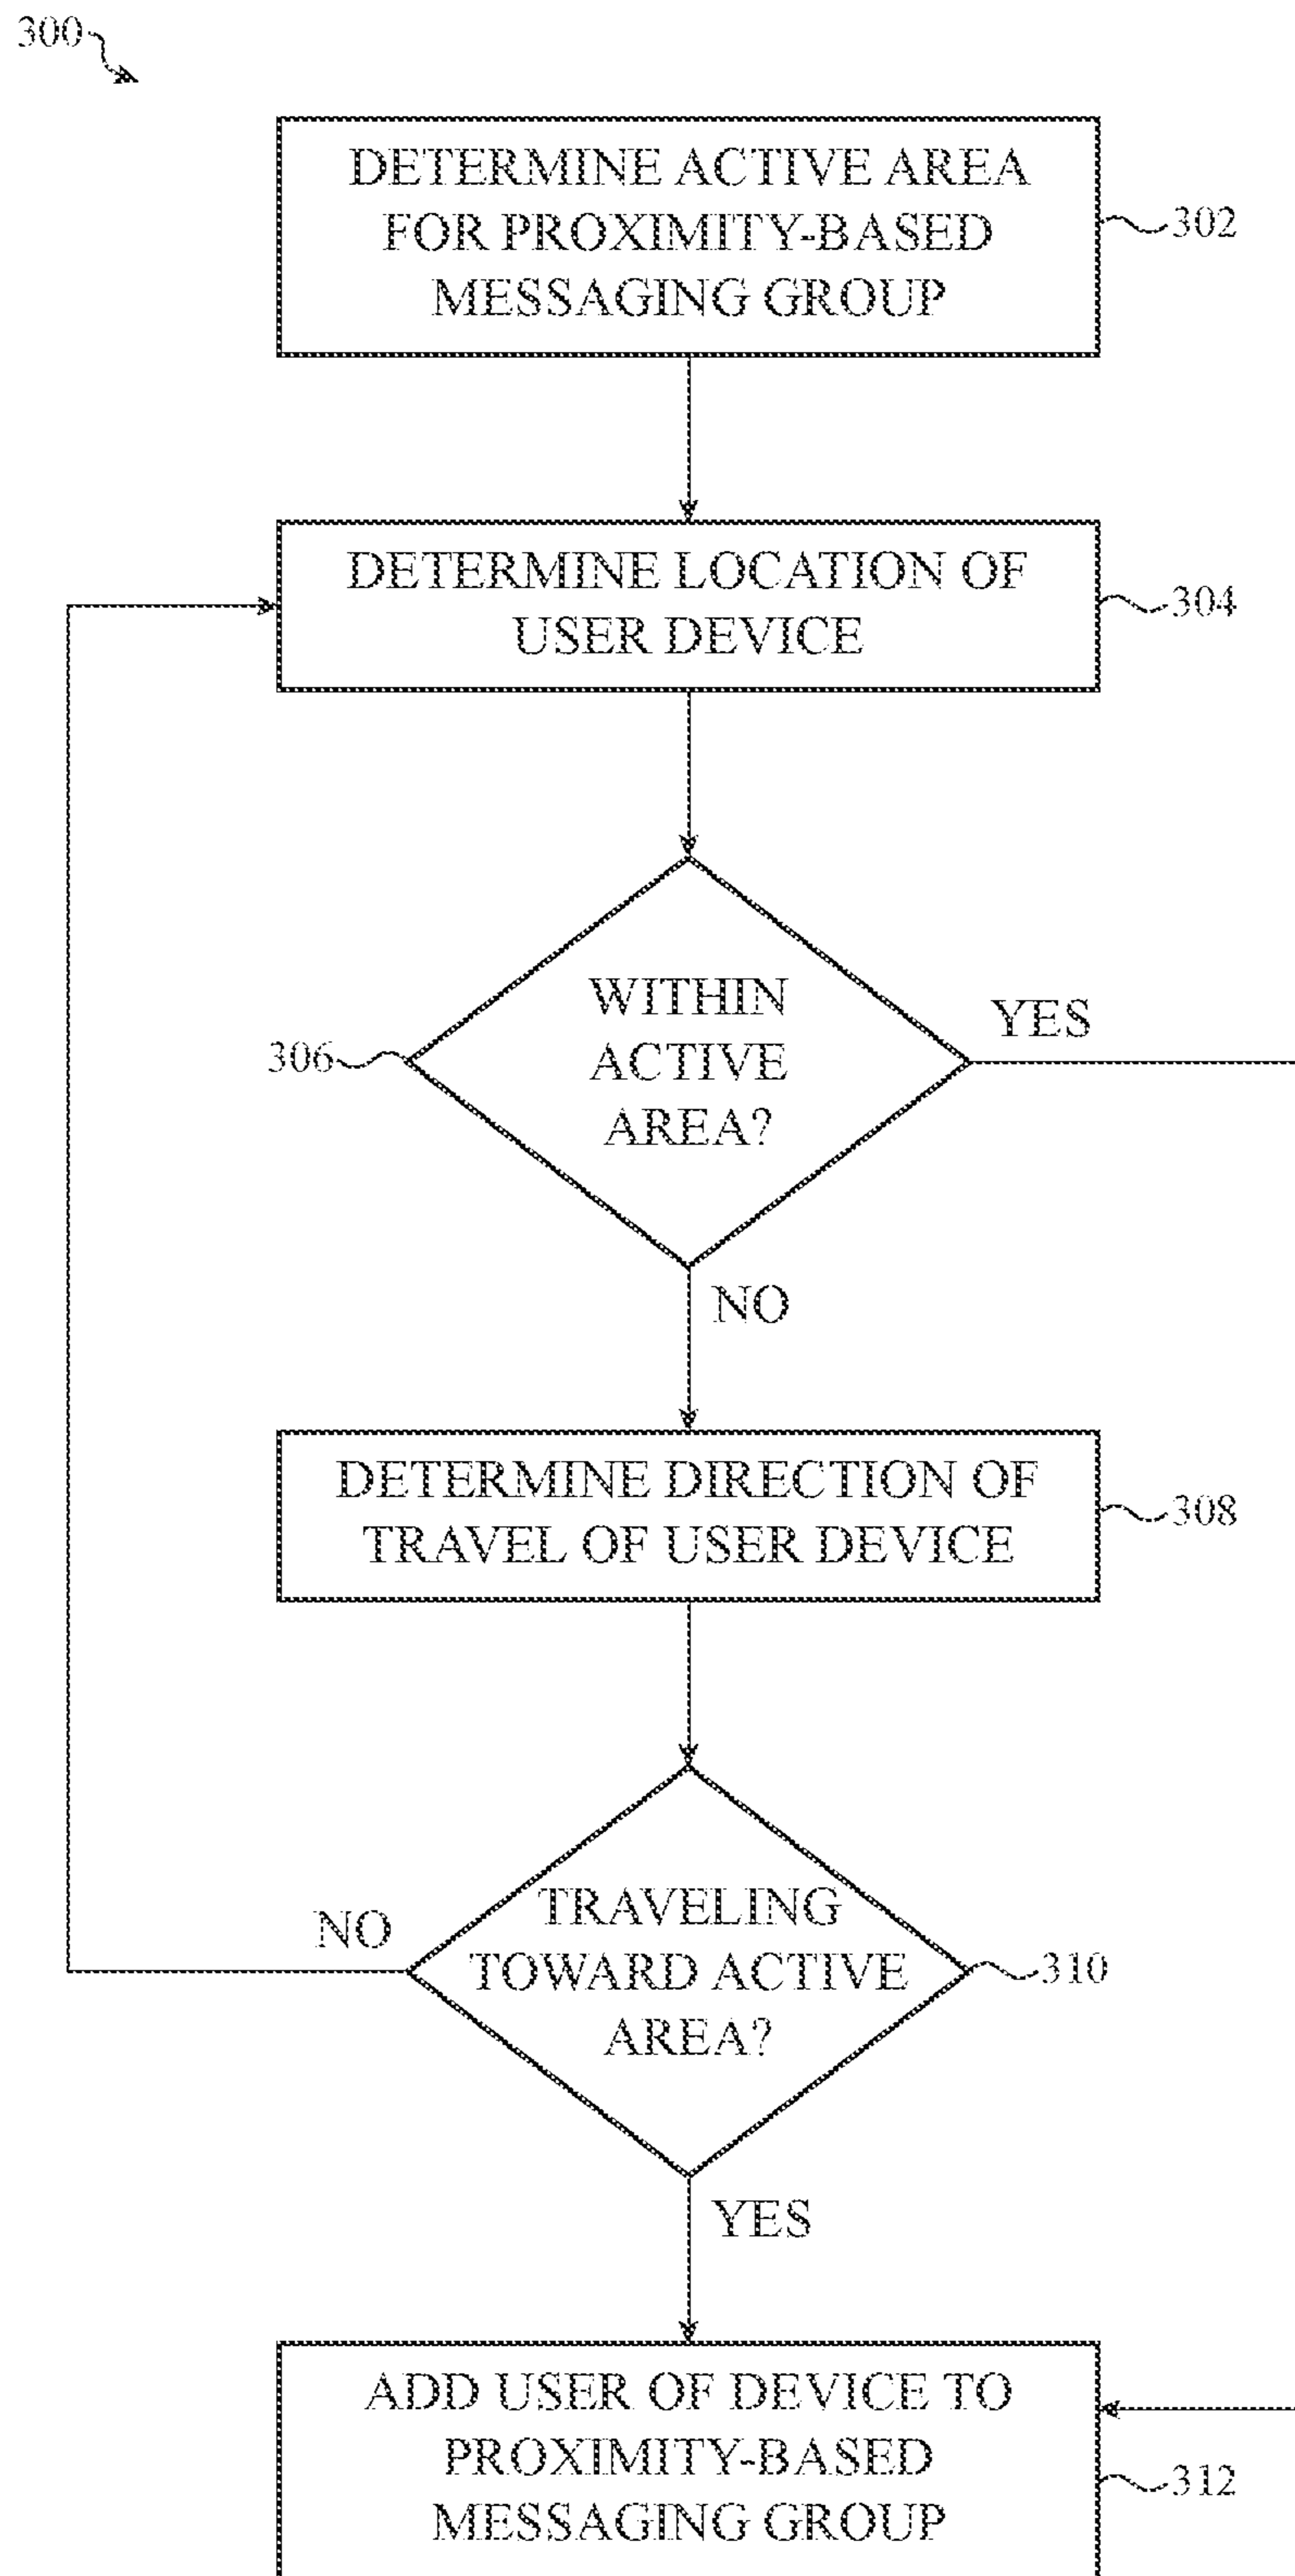 300
DETERMINE ACTIVE AREA
FOR PROXIMITY-BASED
MESSAGING GROUP
302
DETERMINE LOCATION OF
USER DEVICE
304
WITHIN
ACTIVE
AREA?
306
YES
NO
DETERMINE DIRECTION OF
TRAVEL OF USER DEVICE
308
TRAVELING
TOWARD ACTIVE
AREA?
NO
310
YES
ADD USER OF DEVICE TO
PROXIMITY-BASED
MESSAGING GROUP
312